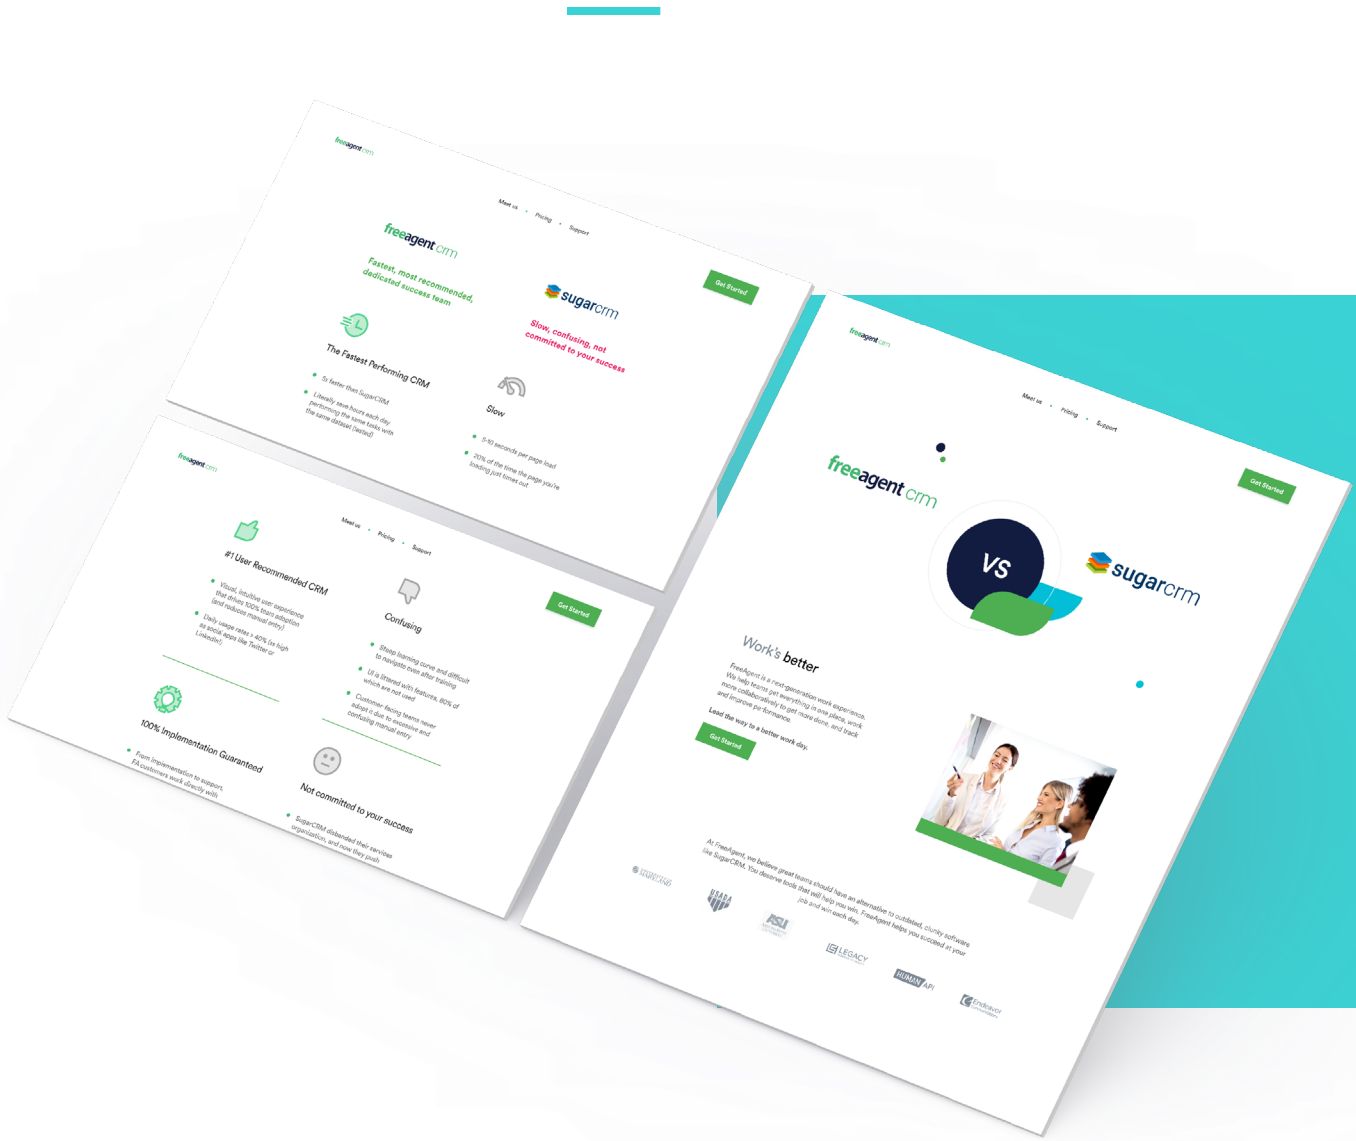 freeagent crm
Meet us
Pricing
Support
Get Started
freeagent crm
Fastest, most recommended,
dedicated success team
sugarcrm
Slow, confusing, not
committed to your success
The Fastest Performing CRM
5x faster than SugarCRM
Literally save hours each day
performing the same tasks with
the same dataset (tested)
Slow
5-10 seconds per page load
20% of the time the page you're
loading just times out
freeagent crm
Meet us
Pricing
Support
Get Started
#1 User Recommended CRM
Visual, intuitive user experience
that drives 100% team adoption
(and reduces manual entry)
Daily usage rates > 40% (as high
as social apps like Twitter or
LinkedIn!)
Confusing
Steep learning curve and difficult
to navigate even after training
UI is littered with features, 80% of
which are not used
Customer-facing teams never
adopt it due to excessive and
confusing manual entry
100% Implementation Guaranteed
From implementation to support,
FA customers work directly with
Not committed to your success
SugarCRM disbanded their services
organization, and now they push
freeagent crm
Meet us
Pricing
Support
Get Started
freeagent crm
VS
sugarcrm
Work's better
FreeAgent is a next-generation work experience.
We help teams get everything in one place, work
more collaboratively to get more done, and track
and improve performance.
Lead the way to a better work day.
Get Started
At FreeAgent, we believe great teams should have an alternative to outdated, clunky software
like SugarCRM. You deserve tools that will help you win. FreeAgent helps you succeed at your
job and win each day.
MARYLAND
USADA
ASU
LEGACY
HUMAN API
Endeavor